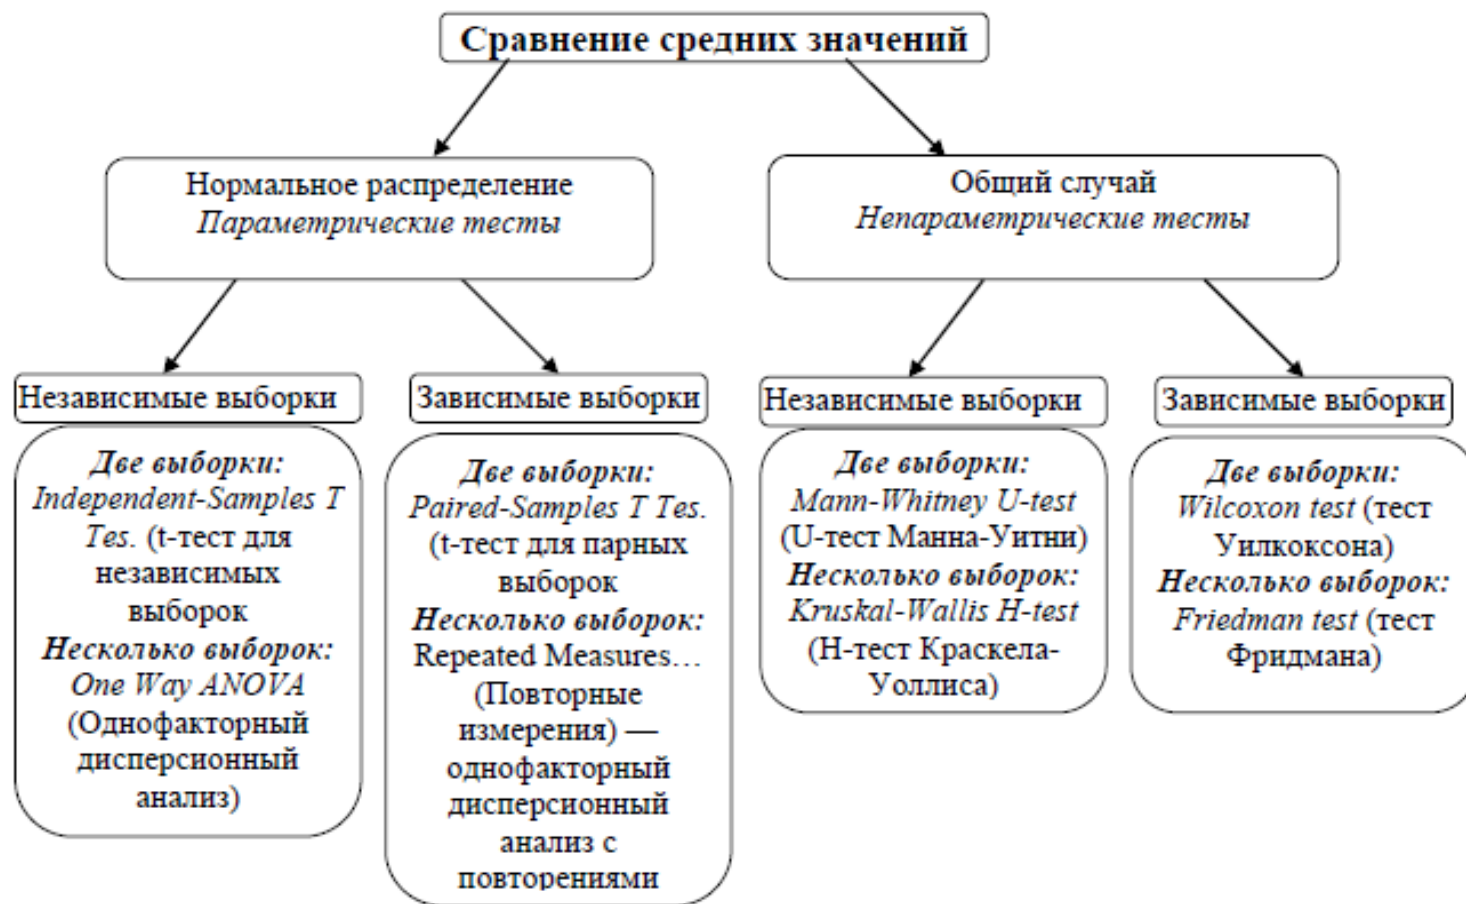 Сравнение средних значений
Нормальное распределение
Параметрические тесты
Общий случай
Непараметрические тесты
Независимые выборки
Две выборки:
Independent-Samples T
Tes. (t-тест для
независимых
выборок
Несколько выборок:
One Way ANOVA
(Однофакторный
дисперсионный
анализ)
Зависимые выборки
Две выборки:
Paired-Samples T Tes.
(t-тест для парных
выборок
Несколько выборок:
Repeated Measures…
(Повторные
измерения) —
однофакторный
дисперсионный
анализ с
повторениями
Независимые выборки
Две выборки:
Mann-Whitney U-test
(U-тест Манна-Уитни)
Несколько выборок:
Kruskal-Wallis H-test
(Н-тест Краскела-
Уоллиса)
Зависимые выборки
Две выборки:
Wilcoxon test (тест
Уилкоксона)
Несколько выборок:
Friedman test (тест
Фридмана)